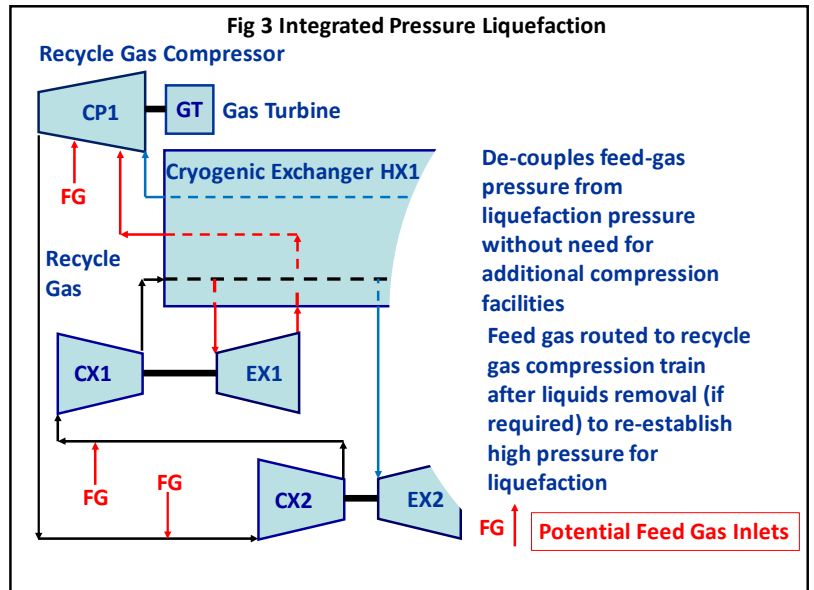 Fig 3 Integrated Pressure Liquefaction
Recycle Gas Compressor
CP1
GT
Gas Turbine
Cryogenic Exchanger HX1
FG
Recycle
Gas
CX1
EX1
FG
FG
CX2
EX2
De-couples feed-gas
pressure from
liquefaction pressure
without need for
additional compression
facilities
Feed gas routed to recycle
gas compression train
after liquids removal (if
required) to re-establish
high pressure for
liquefaction
FG
Potential Feed Gas Inlets